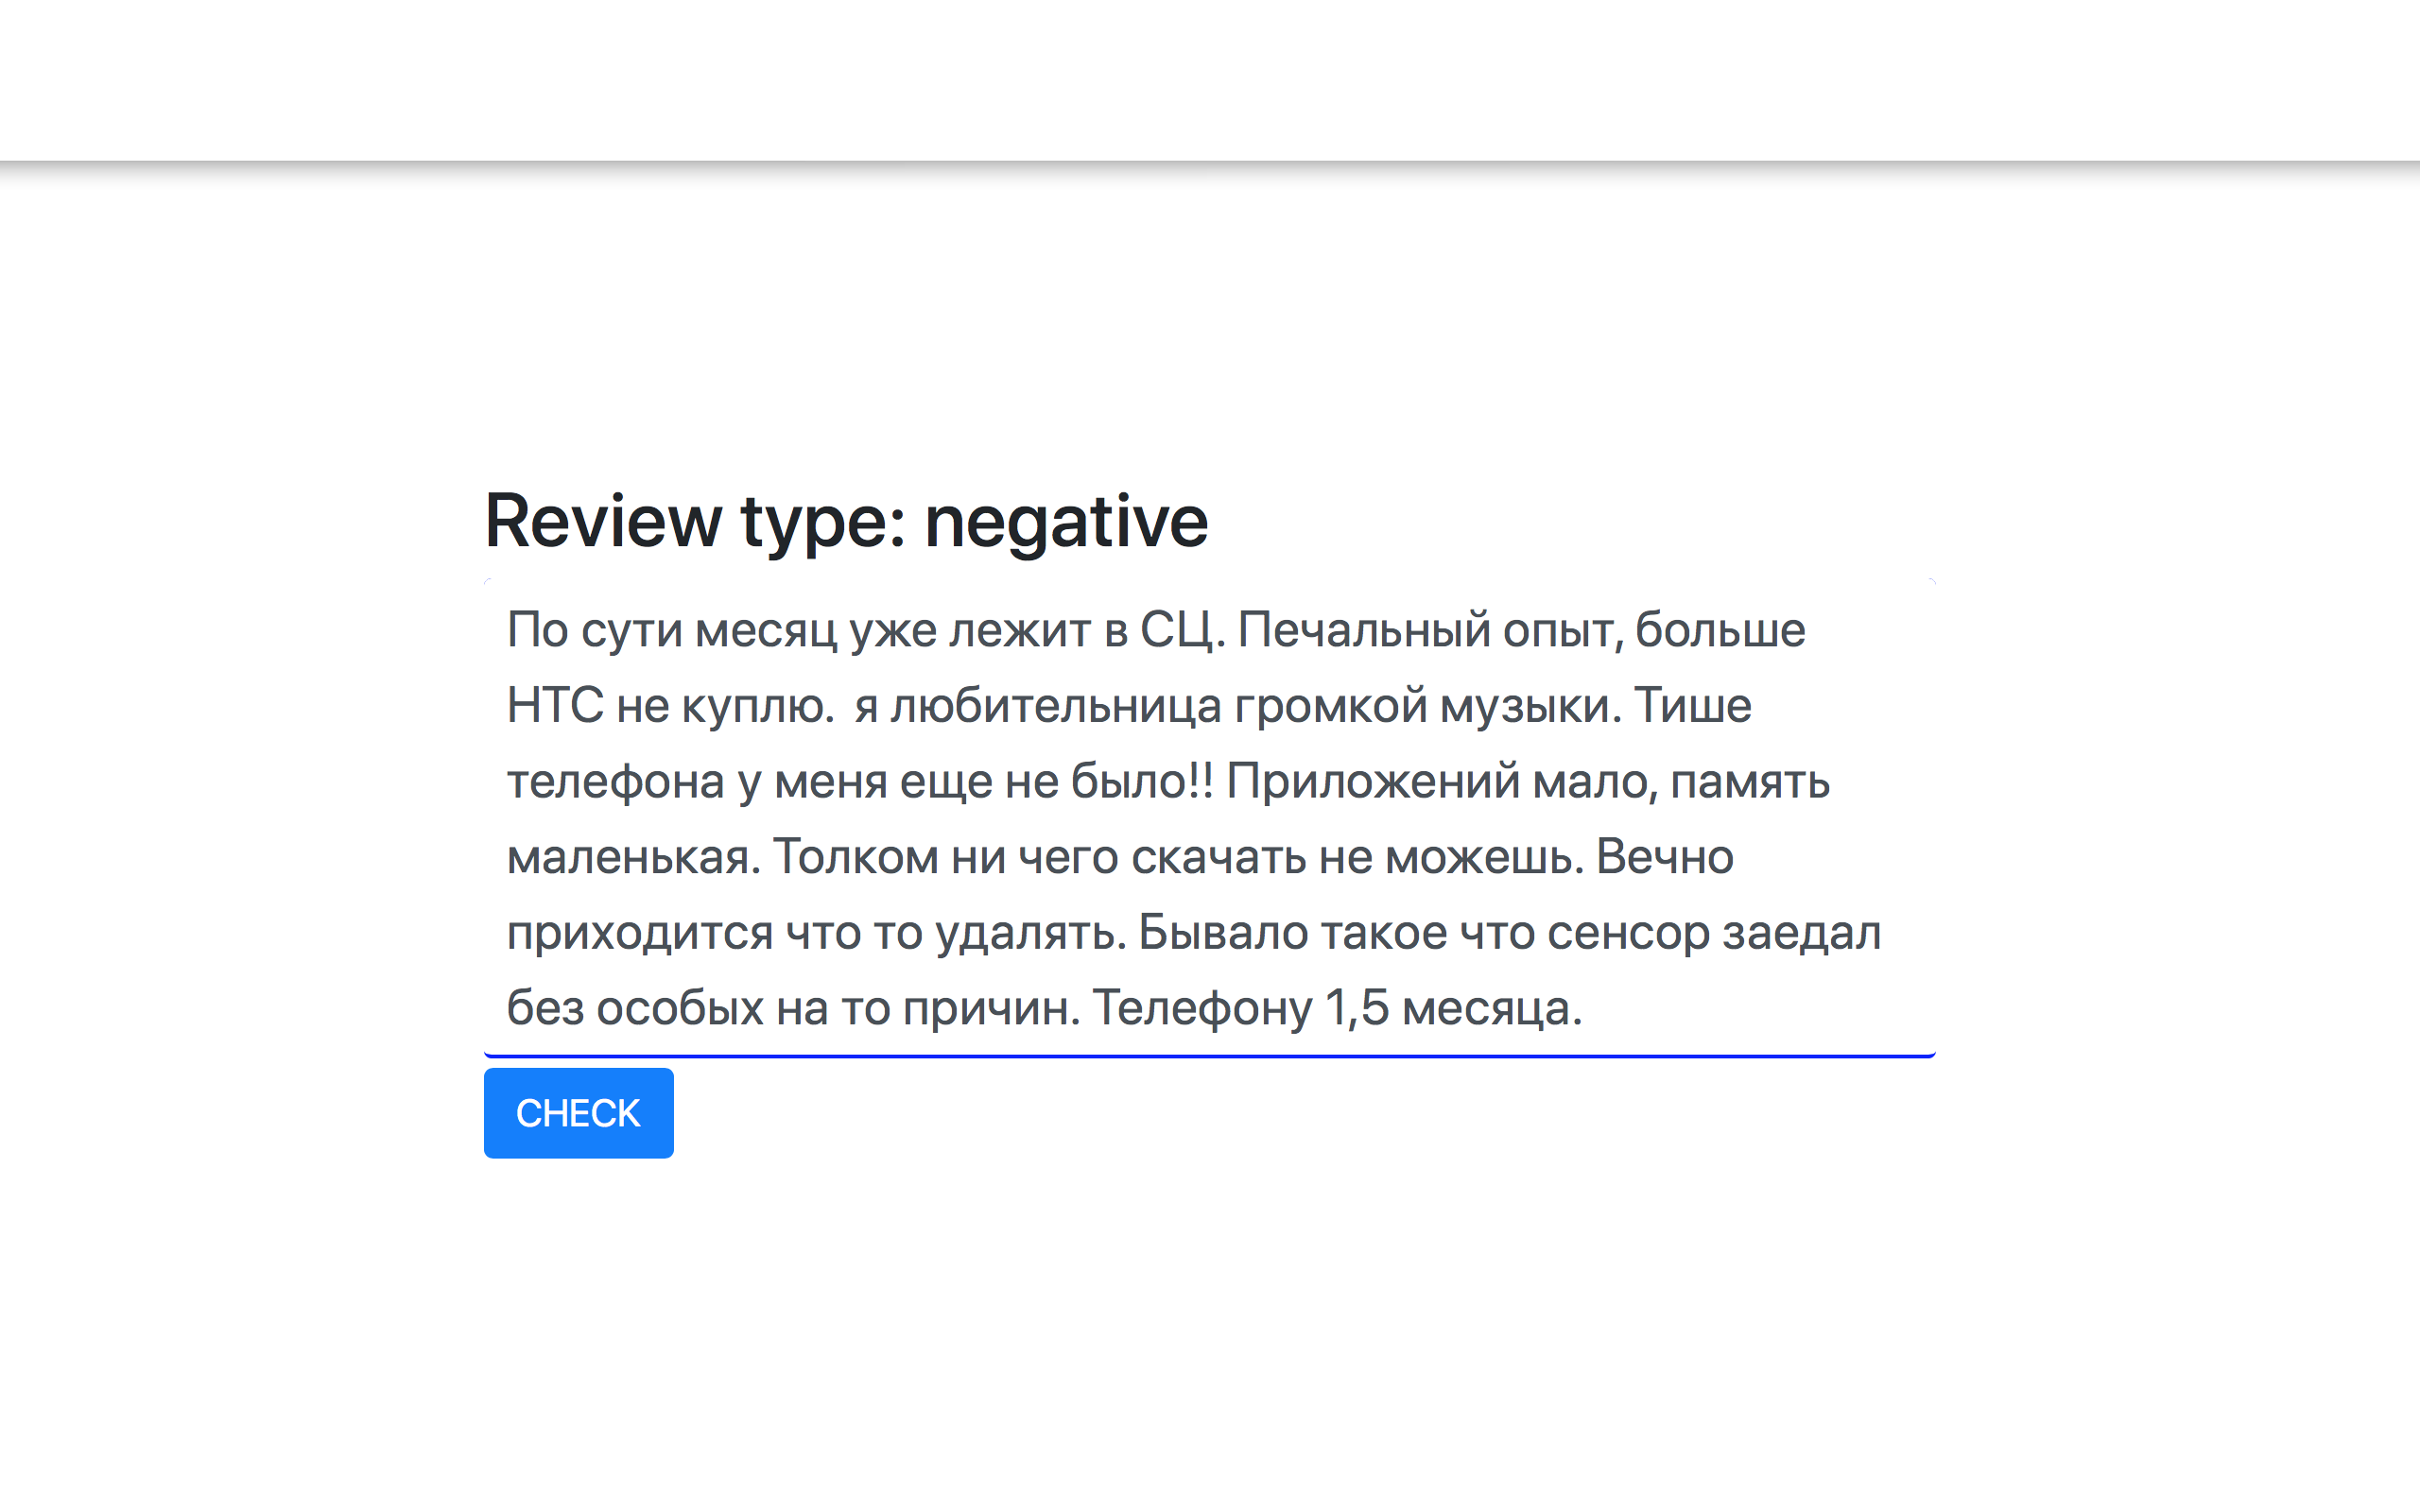 Review type: negative
По сути месяц уже лежит в СЦ. Печальный опыт, больше
HTC не куплю.  я любительница громкой музыки. Тише
телефона у меня еще не было!! Приложений мало, память
маленькая. Толком ни чего скачать не можешь. Вечно
приходится что то удалять. Бывало такое что сенсор заедал
без особых на то причин. Телефону 1,5 месяца.
CHECK